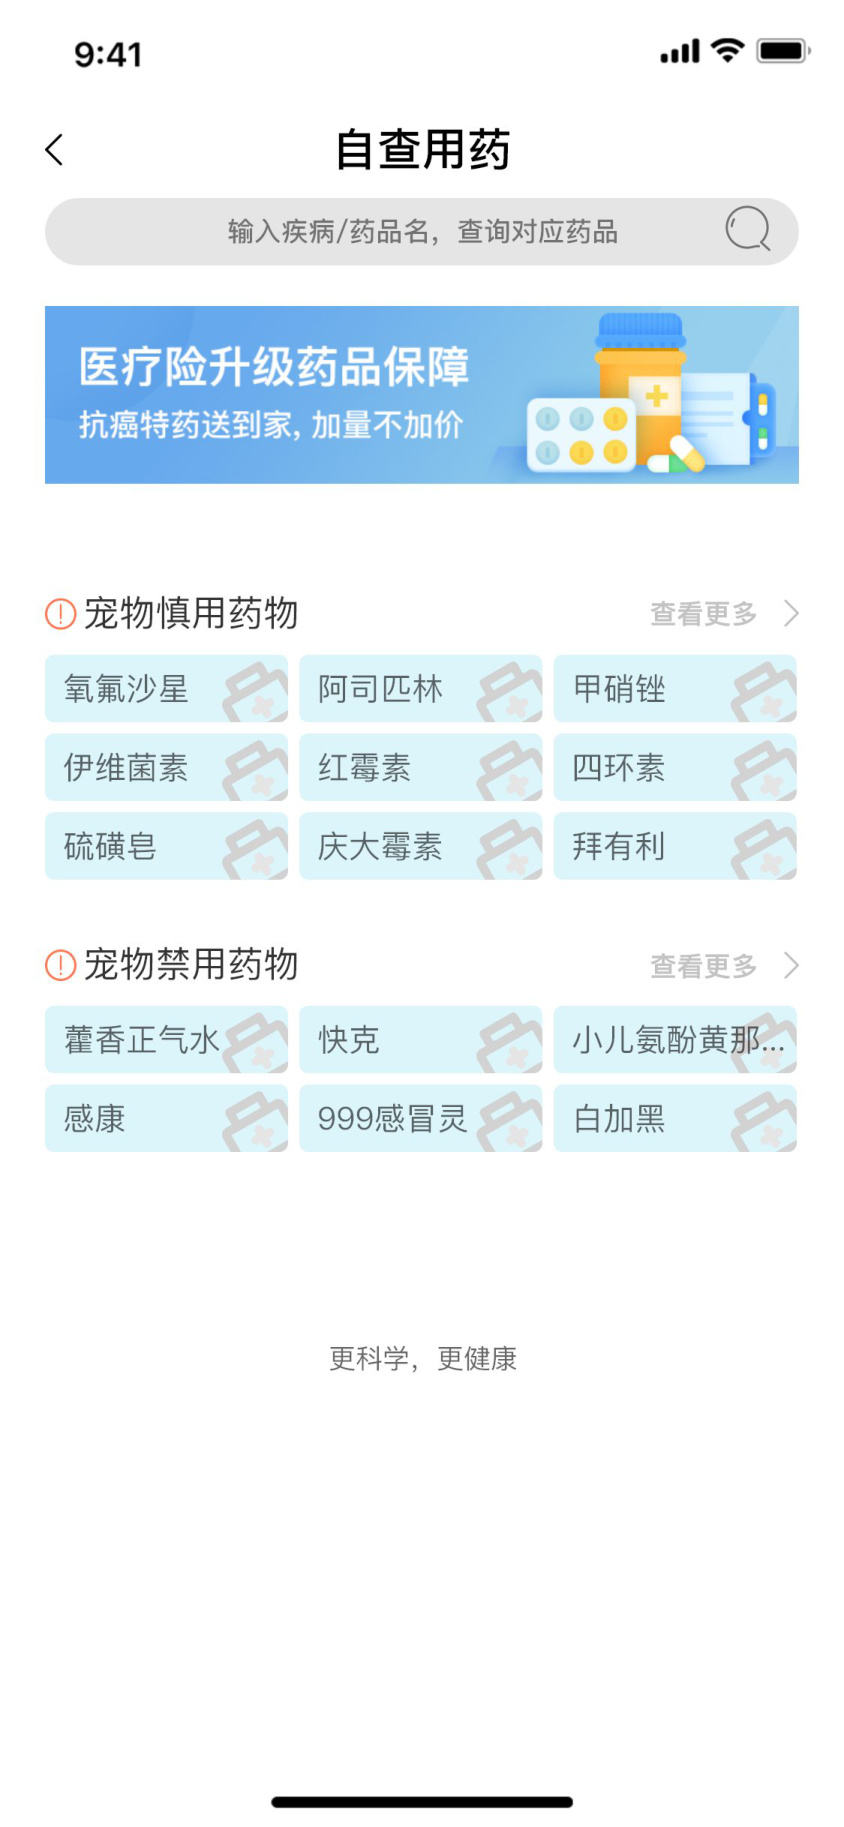 9:41
自查用药
输入疾病/药品名，查询对应药品
医疗险升级药品保障
抗癌特药送到家, 加量不加价
宠物慎用药物 查看更多
氧氟沙星 阿司匹林 甲硝锉
伊维菌素 红霉素 四环素
硫磺皂 庆大霉素 拜有利
宠物禁用药物 查看更多
藿香正气水 快克 小儿氨酚黄那...
感康 999感冒灵 白加黑
更科学，更健康